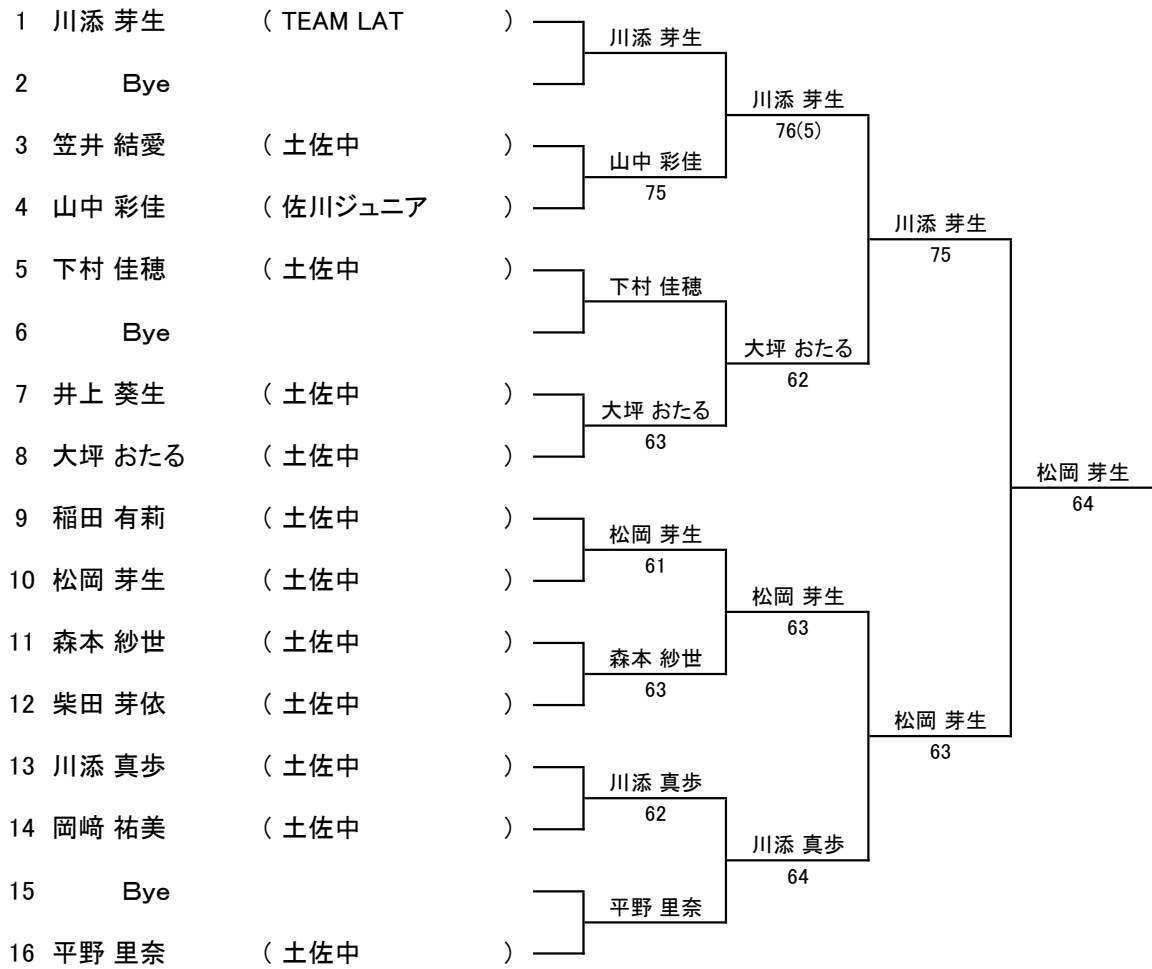 1 川添 芽生 ( TEAM LAT )
川添 芽生
2 Bye
川添 芽生
76(5)
3 笠井 結愛 ( 土佐中 )
山中 彩佳
75
4 山中 彩佳 ( 佐川ジュニア )
川添 芽生
75
5 下村 佳穂 ( 土佐中 )
下村 佳穂
6 Bye
大坪 おたる
62
7 井上 葵生 ( 土佐中 )
大坪 おたる
63
8 大坪 おたる ( 土佐中 )
松岡 芽生
64
9 稲田 有莉 ( 土佐中 )
松岡 芽生
61
10 松岡 芽生 ( 土佐中 )
松岡 芽生
63
11 森本 紗世 ( 土佐中 )
森本 紗世
63
12 柴田 芽依 ( 土佐中 )
松岡 芽生
63
13 川添 真歩 ( 土佐中 )
川添 真歩
62
14 岡﨑 祐美 ( 土佐中 )
川添 真歩
64
15 Bye
平野 里奈
16 平野 里奈 ( 土佐中 )